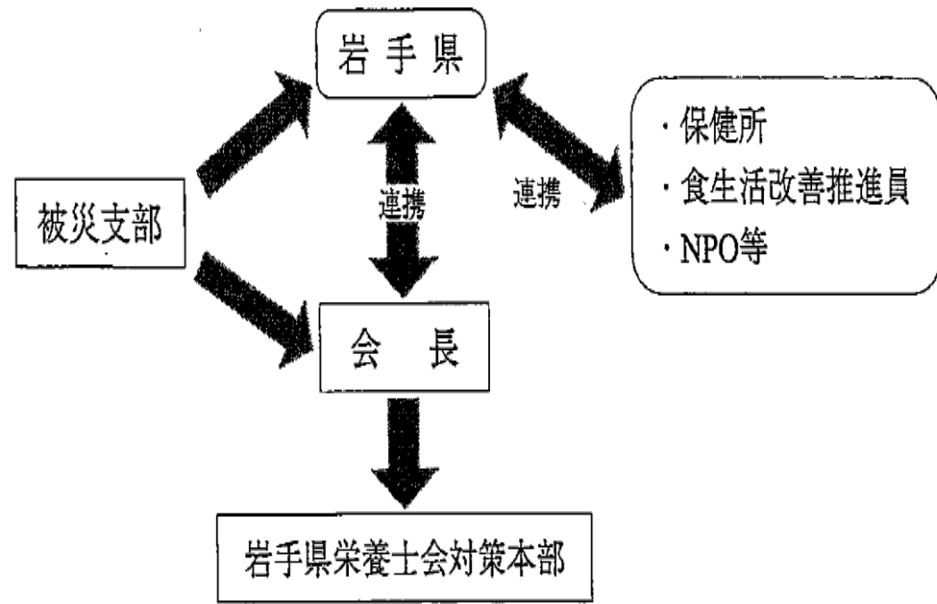 岩手県
・保健所
・食生活改善推進員
・NPO等
連携
連携
被災支部
会長
岩手県栄養士会対策本部